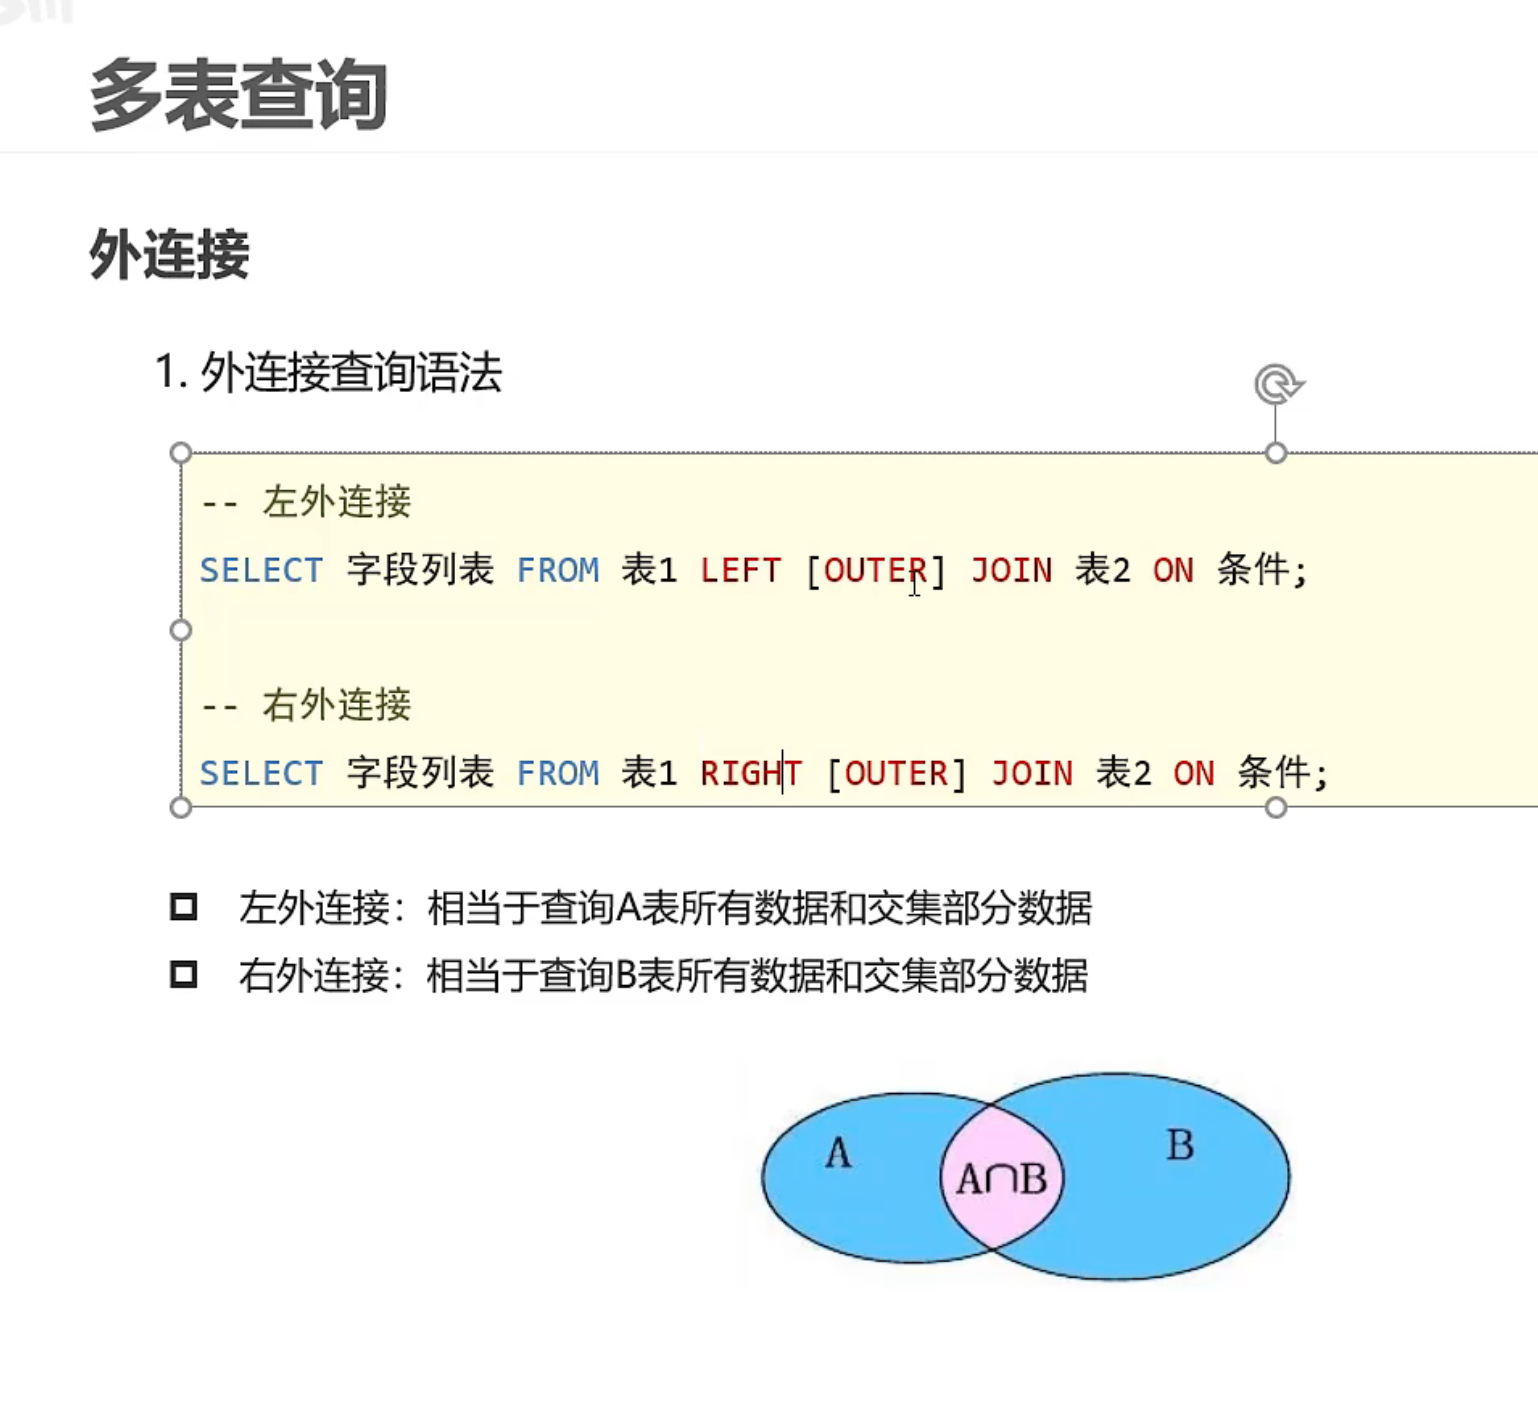 多表查询
外连接
1. 外连接查询语法
-- 左外连接
SELECT 字段列表 FROM 表1 LEFT [OUTER] JOIN 表2 ON 条件;
-- 右外连接
SELECT 字段列表 FROM 表1 RIGHT [OUTER] JOIN 表2 ON 条件;
左外连接：相当于查询A表所有数据和交集部分数据
右外连接：相当于查询B表所有数据和交集部分数据
A
A∩B
B